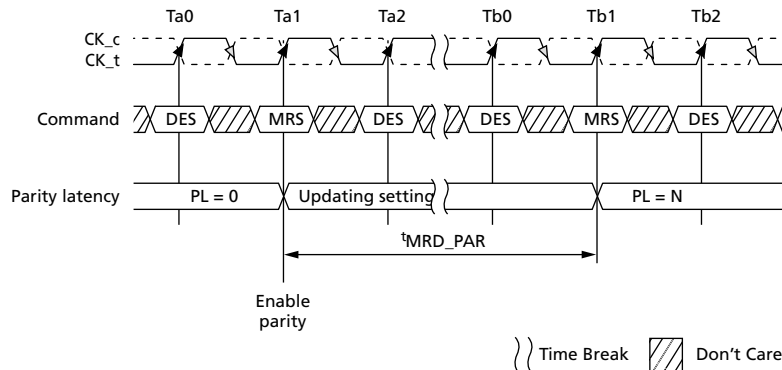 Ta0 Ta1 Ta2 Tb0 Tb1 Tb2
CK_c
CK_t
Command DES MRS DES DES MRS DES
Parity latency PL = 0 Updating setting PL = N
tMRD_PAR
Enable
parity
Time Break Don't Care